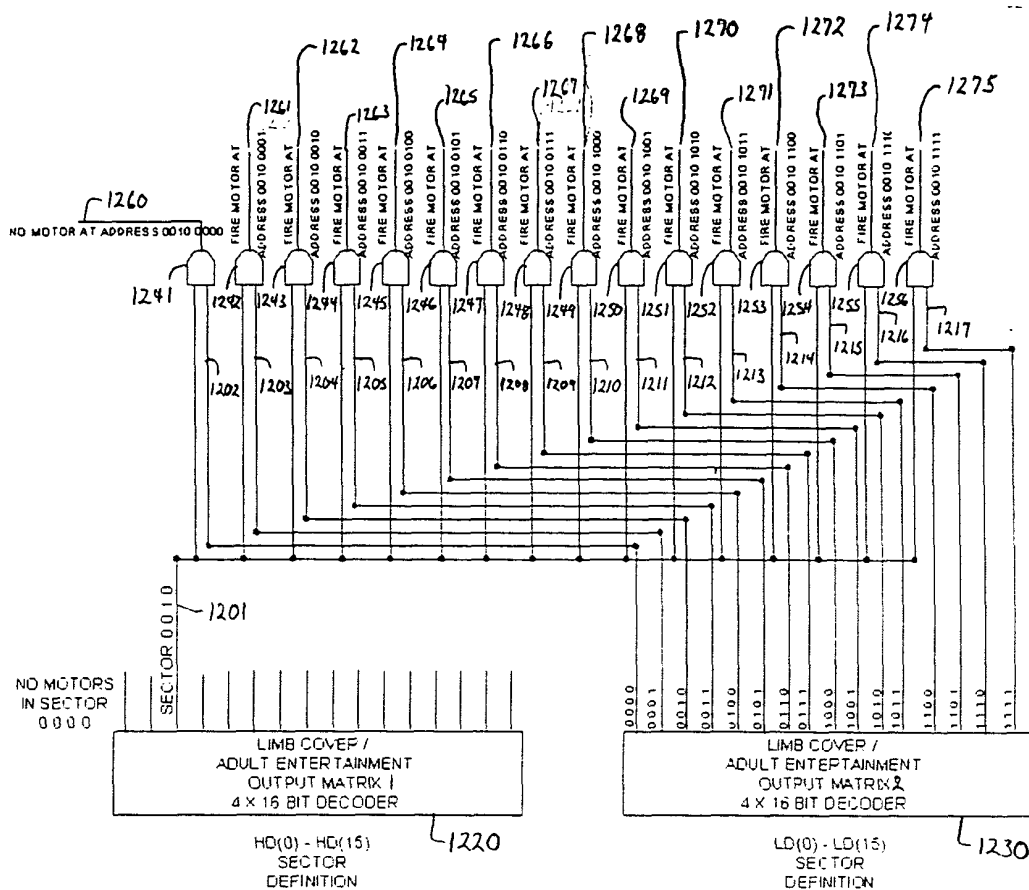 1262
1264
1266
1268
1270
1272
1274
1261
1263
1265
1267
1269
1271
1273
1275
1260
NO MOTOR AT ADDRESS 0010 0000
FIRE MOTOR AT
ADDRESS 0010 0001
FIRE MOTOR AT
ADDRESS 0010 0010
FIRE MOTOR AT
ADDRESS 0010 0011
FIRE MOTOR AT
ADDRESS 0010 0100
FIRE MOTOR AT
ADDRESS 0010 0101
FIRE MOTOR AT
ADDRESS 0010 0110
FIRE MOTOR AT
ADDRESS 0010 0111
FIRE MOTOR AT
ADDRESS 0010 1000
FIRE MOTOR AT
ADDRESS 0010 1001
FIRE MOTOR AT
ADDRESS 0010 1010
FIRE MOTOR AT
ADDRESS 0010 1011
FIRE MOTOR AT
ADDRESS 0010 1100
FIRE MOTOR AT
ADDRESS 0010 1101
FIRE MOTOR AT
ADDRESS 0010 1110
FIRE MOTOR AT
ADDRESS 0010 1111
1241
1242
1243
1244
1245
1246
1247
1248
1249
1250
1251
1252
1253
1254
1255
1256
1202
1203
1204
1205
1206
1207
1208
1209
1210
1211
1212
1213
1214
1215
1216
1217
SECTOR 0010
1201
NO MOTORS
IN SECTOR
0000
0000
0001
0011
0100
0101
0110
0111
1000
1001
1011
1101
1110
1111
LIMB COVER /
ADULT ENTERTAINMENT
OUTPUT MATRIX 1
4 X 16 BIT DECODER
LIMB COVER /
ADULT ENTERTAINMENT
OUTPUT MATRIX 2
4 X 16 BIT DECODER
1220
1230
HD(0) - HD(15)
SECTOR
DEFINITION
LD(0) - LD(15)
SECTOR
DEFINITION